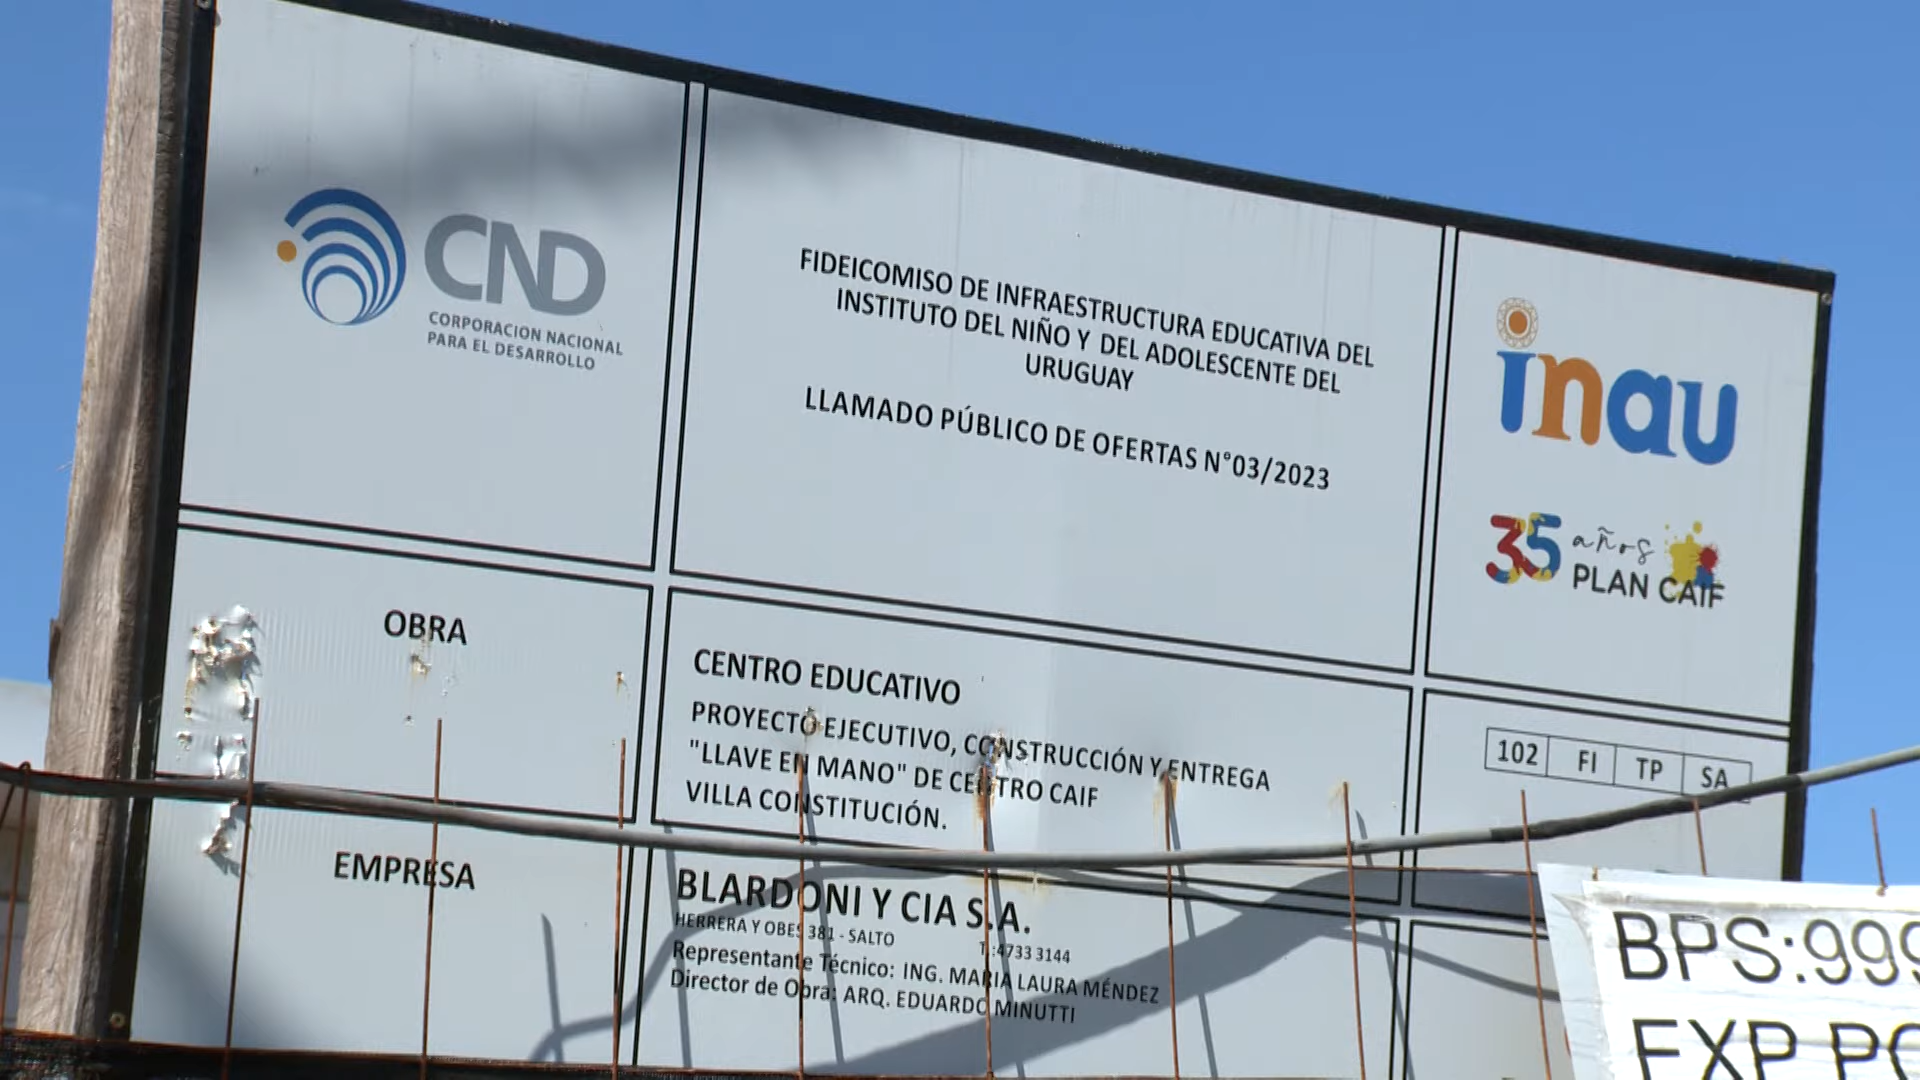 CND
CORPORACION NACIONAL
PARA EL DESARROLLO
FIDEICOMISO DE INFRAESTRUCTURA EDUCATIVA DEL
INSTITUTO DEL NIÑO Y DEL ADOLESCENTE DEL
URUGUAY
LLAMADO PÚBLICO DE OFERTAS N°03/2023
inau
35 años
PLAN CAIF
OBRA
CENTRO EDUCATIVO
PROYECTO EJECUTIVO, CONSTRUCCIÓN Y ENTREGA
"LLAVE EN MANO" DE CENTRO CAIF
VILLA CONSTITUCIÓN.
102 FI TP SA
EMPRESA
BLARDONI Y CIA S.A.
HERRERA Y OBES 381 - SALTO T.:4733 3144
Representante Técnico: ING. MARIA LAURA MÉNDEZ
Director de Obra: ARQ. EDUARDO MINUTTI
BPS:999
EXP